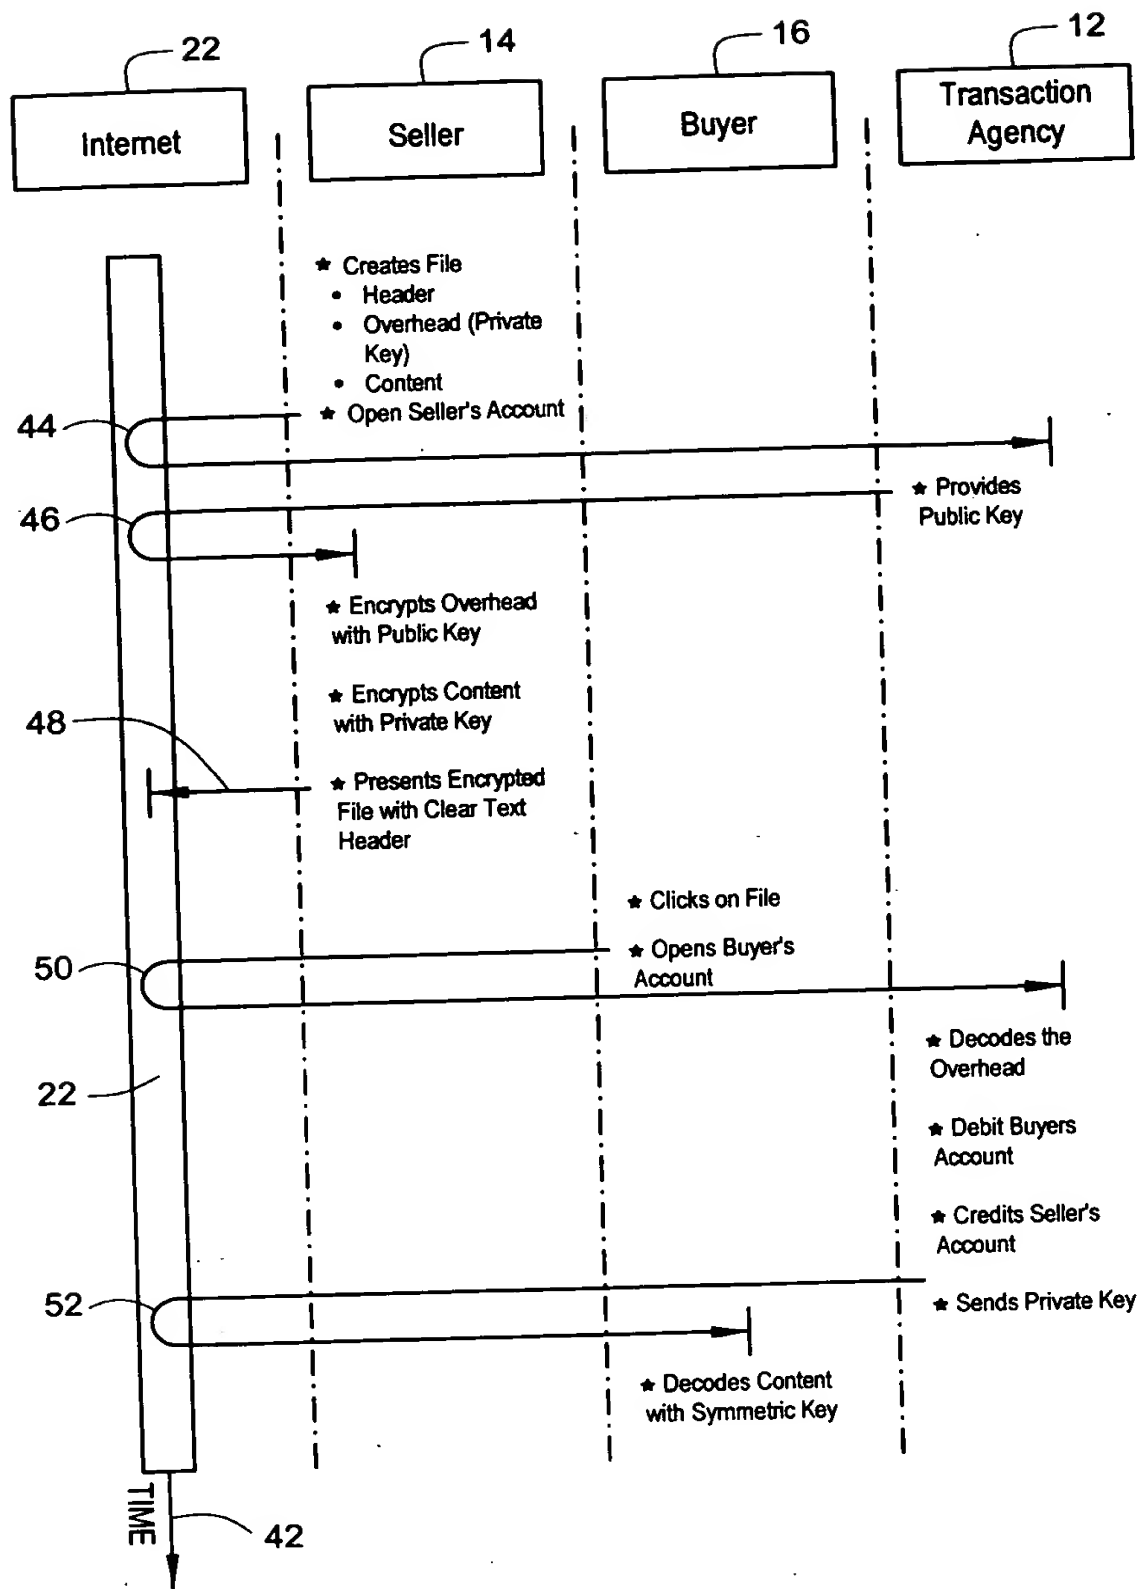 22
14
16
12
Internet
Seller
Buyer
Transaction
Agency
★ Creates File
• Header
• Overhead (Private
Key)
• Content
★ Open Seller's Account
44
★ Provides
Public Key
46
★ Encrypts Overhead
with Public Key
★ Encrypts Content
with Private Key
48
★ Presents Encrypted
File with Clear Text
Header
★ Clicks on File
★ Opens Buyer's
Account
50
★ Decodes the
Overhead
22
★ Debit Buyers
Account
★ Credits Seller's
Account
52
★ Sends Private Key
★ Decodes Content
with Symmetric Key
TIME
42